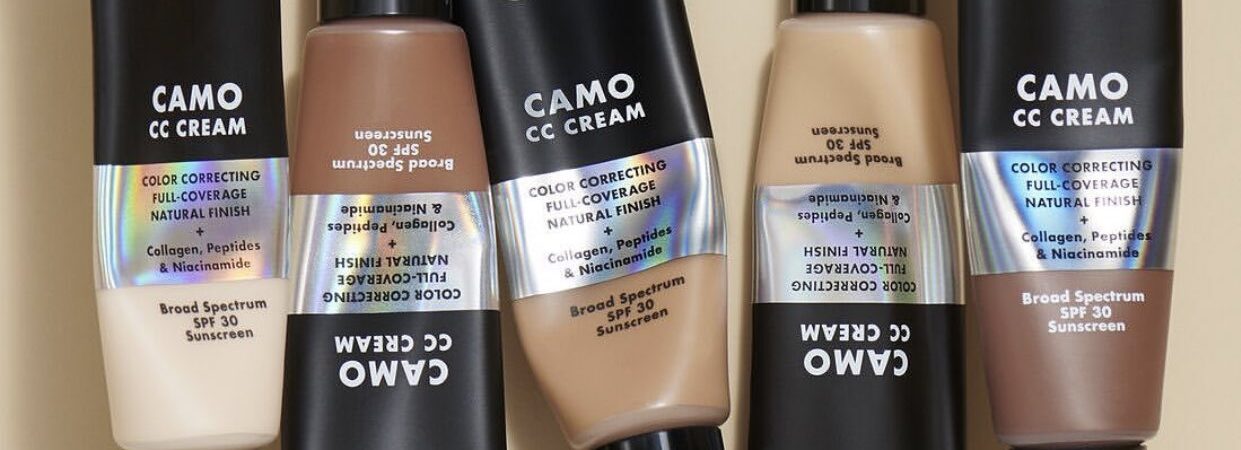 CAMO
CC CREAM
COLOR CORRECTING
FULL-COVERAGE
NATURAL FINISH
+
Collagen, Peptides
& Niacinamide
Broad Spectrum
SPF 30
Sunscreen
CAMO
CC CREAM
COLOR CORRECTING
FULL-COVERAGE
NATURAL FINISH
+
Collagen, Peptides
& Niacinamide
Broad Spectrum
SPF 30
Sunscreen
CAMO
CC CREAM
COLOR CORRECTING
FULL-COVERAGE
NATURAL FINISH
+
Collagen, Peptides
& Niacinamide
Broad Spectrum
SPF 30
Sunscreen
CAMO
CC CREAM
COLOR CORRECTING
FULL-COVERAGE
NATURAL FINISH
+
Collagen, Peptides
& Niacinamide
Broad Spectrum
SPF 30
Sunscreen
CAMO
CC CREAM
COLOR CORRECTING
FULL-COVERAGE
NATURAL FINISH
+
Collagen, Peptides
& Niacinamide
Broad Spectrum
SPF 30
Sunscreen